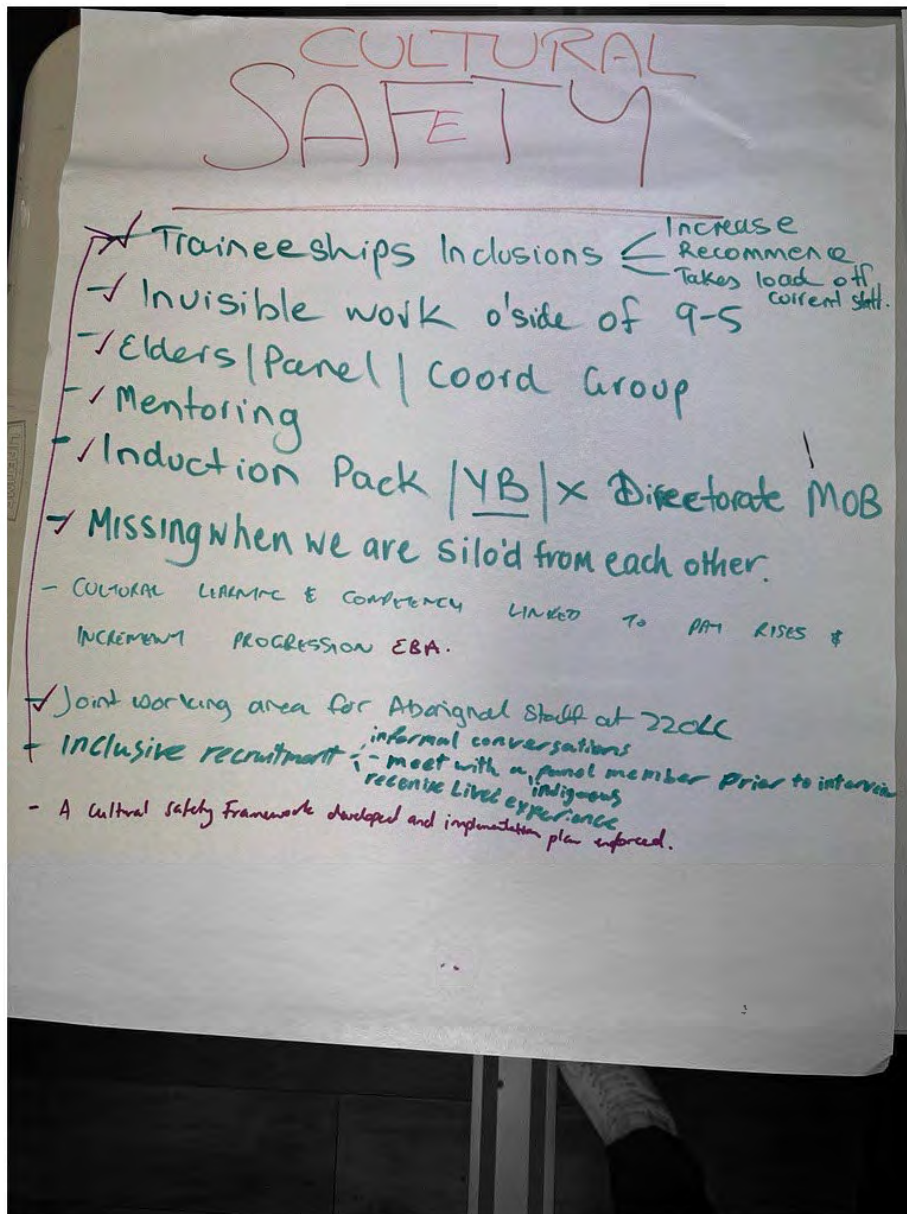 CULTURAL
SAFETY
- ✓ Traineeships Inclusions < Increase
Recommence
Takes load off
current staff.
- ✓ Invisible work o'side of 9-5
- ✓ Elders | Panel | Coord Group
- ✓ Mentoring
- ✓ Induction Pack | YB | x Directorate MOB
- ✓ Missing when we are silo'd from each other.
- CULTURAL LEARNING & COMPETENCY LINKED TO PAY RISES &
INCREMENT PROGRESSION EBA.
- ✓ Joint working area for Aboriginal Staff at
- Inclusive recruitment - informal conversations
- meet with a indigenous panel member prior to interview
Lived experience
- A cultural safety Framework developed and implementation plan enforced.